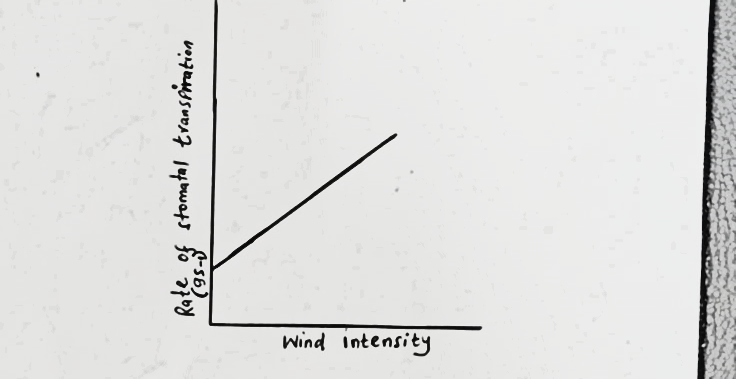 Rate of stomatal transpiration
(gs-1)
Wind intensity